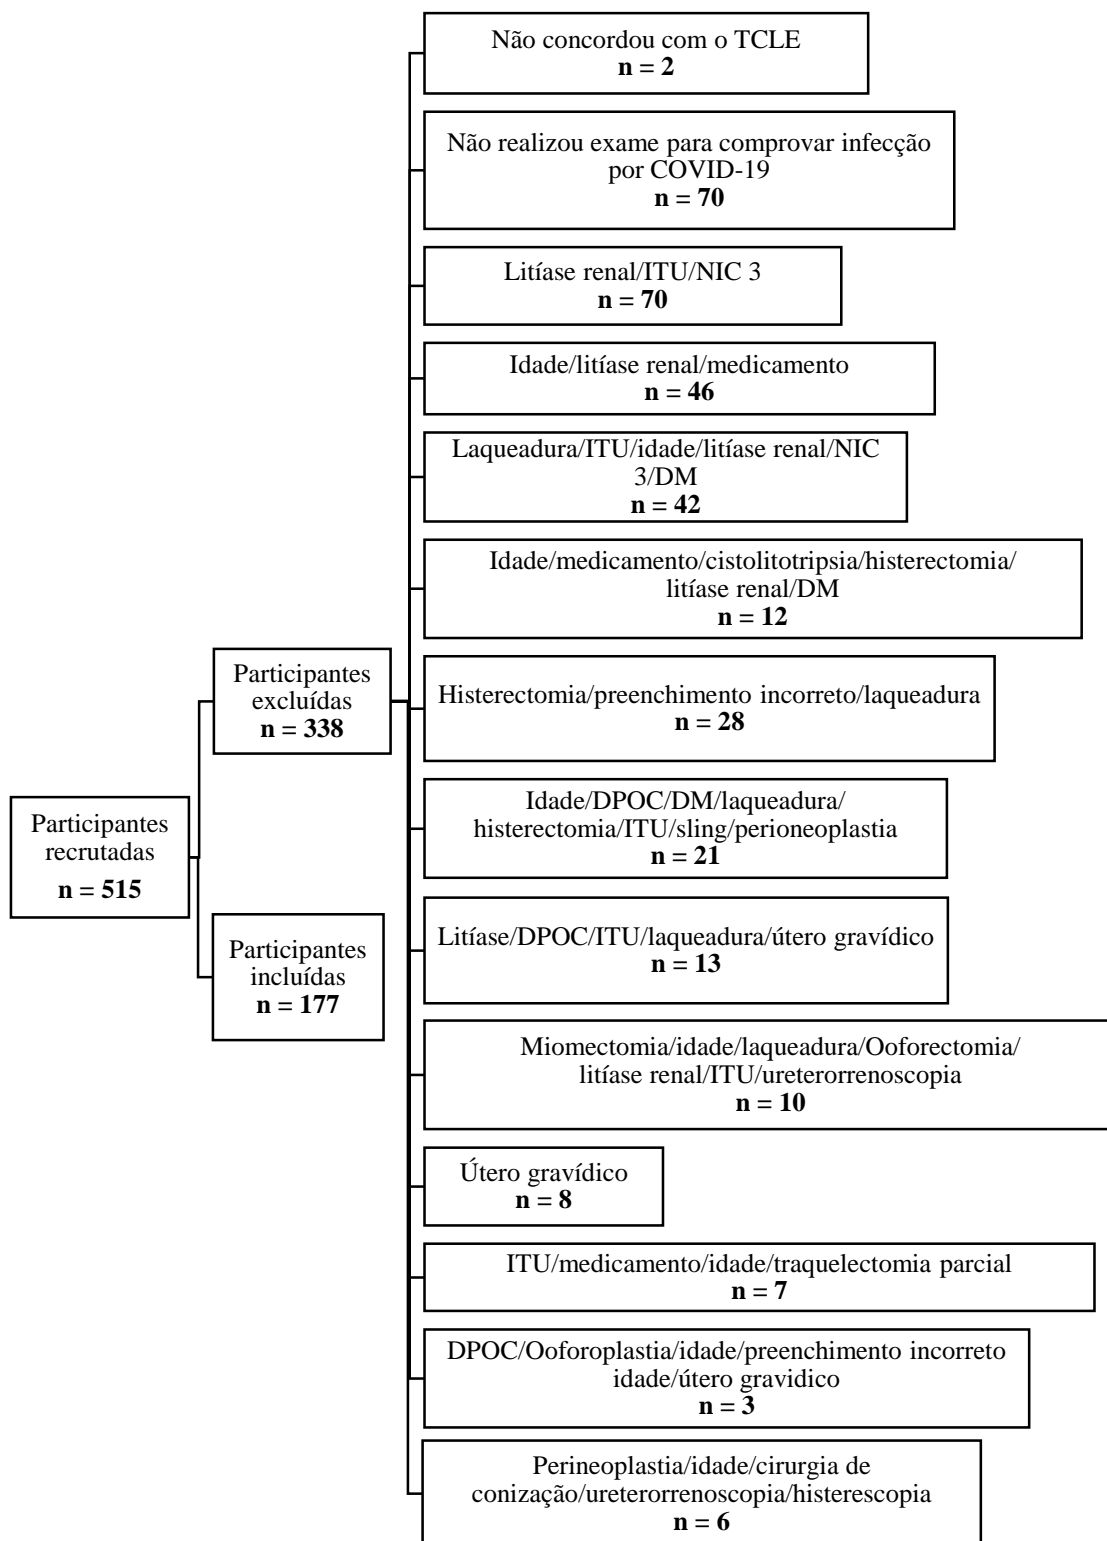 Não concordou com o TCLE
n = 2
Não realizou exame para comprovar infecção
por COVID-19
n = 70
Litíase renal/ITU/NIC 3
n = 70
Idade/litíase renal/medicamento
n = 46
Laqueadura/ITU/idade/litíase renal/NIC
3/DM
n = 42
Idade/medicamento/cistolitotripsia/histerectomia/
litíase renal/DM
n = 12
Participantes
excluídas
n = 338
Histerectomia/preenchimento incorreto/laqueadura
n = 28
Participantes
recrutadas
n = 515
Idade/DPOC/DM/laqueadura/
histerectomia/ITU/sling/perioneoplastia
n = 21
Participantes
incluídas
n = 177
Litíase/DPOC/ITU/laqueadura/útero gravídico
n = 13
Miomectomia/idade/laqueadura/Ooforectomia/
litíase renal/ITU/ureterorrenoscopia
n = 10
Útero gravídico
n = 8
ITU/medicamento/idade/traquelectomia parcial
n = 7
DPOC/Ooforoplastia/idade/preenchimento incorreto
idade/útero gravidico
n = 3
Perineoplastia/idade/cirurgia de
conização/ureterorrenoscopia/histerescopia
n = 6